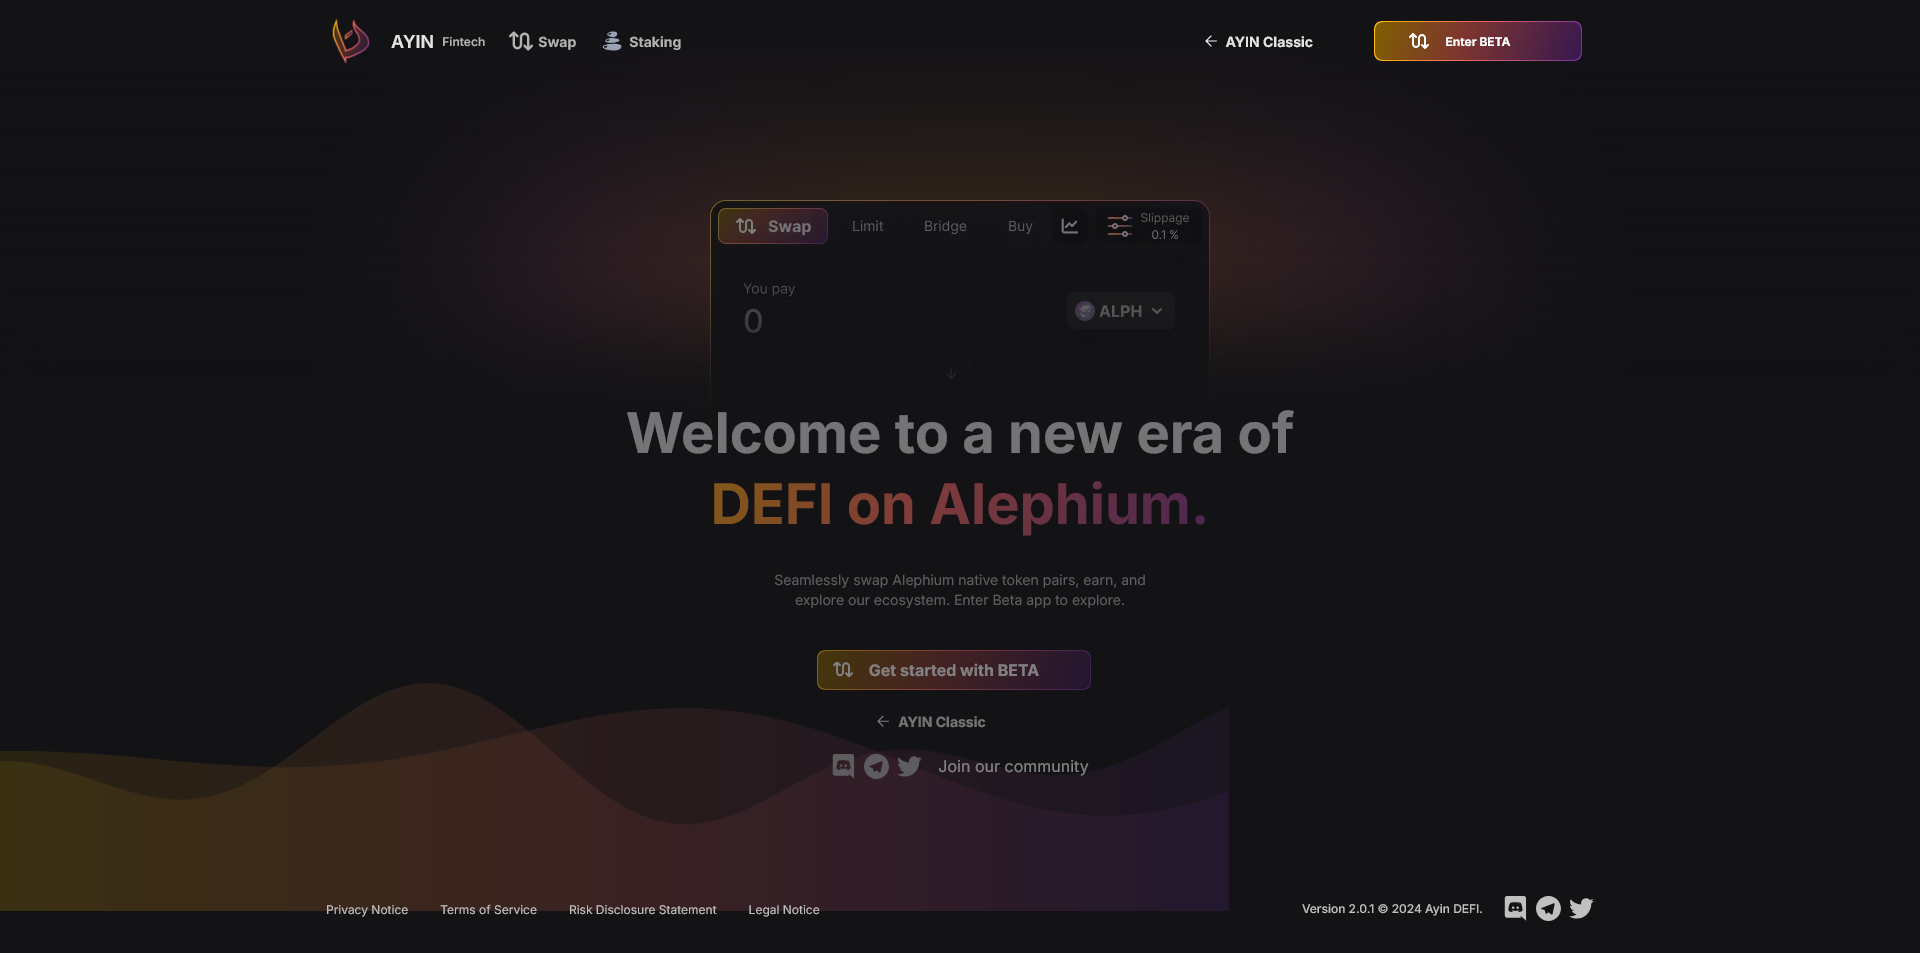 AYIN Fintech Swap Staking AYIN Classic Enter BETA
Swap Limit Bridge Buy Slippage
0.1 %
You pay
0
ALPH
Welcome to a new era of
DEFI on Alephium.
Seamlessly swap Alephium native token pairs, earn, and
explore our ecosystem. Enter Beta app to explore.
Get started with BETA
AYIN Classic
Join our community
Privacy Notice Terms of Service Risk Disclosure Statement Legal Notice Version 2.0.1 © 2024 Ayin DEFI.